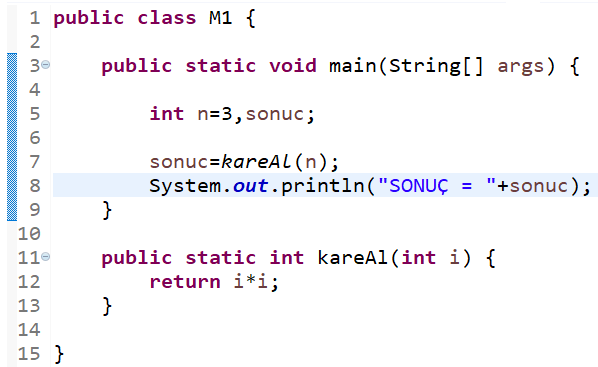 1 public class M1 {
2
3 public static void main(String[] args) {
4
5 int n=3,sonuc;
6
7 sonuc=kareAl(n);
8 System.out.println("SONUÇ = "+sonuc);
9 }
10
11 public static int kareAl(int i) {
12 return i*i;
13 }
14
15 }